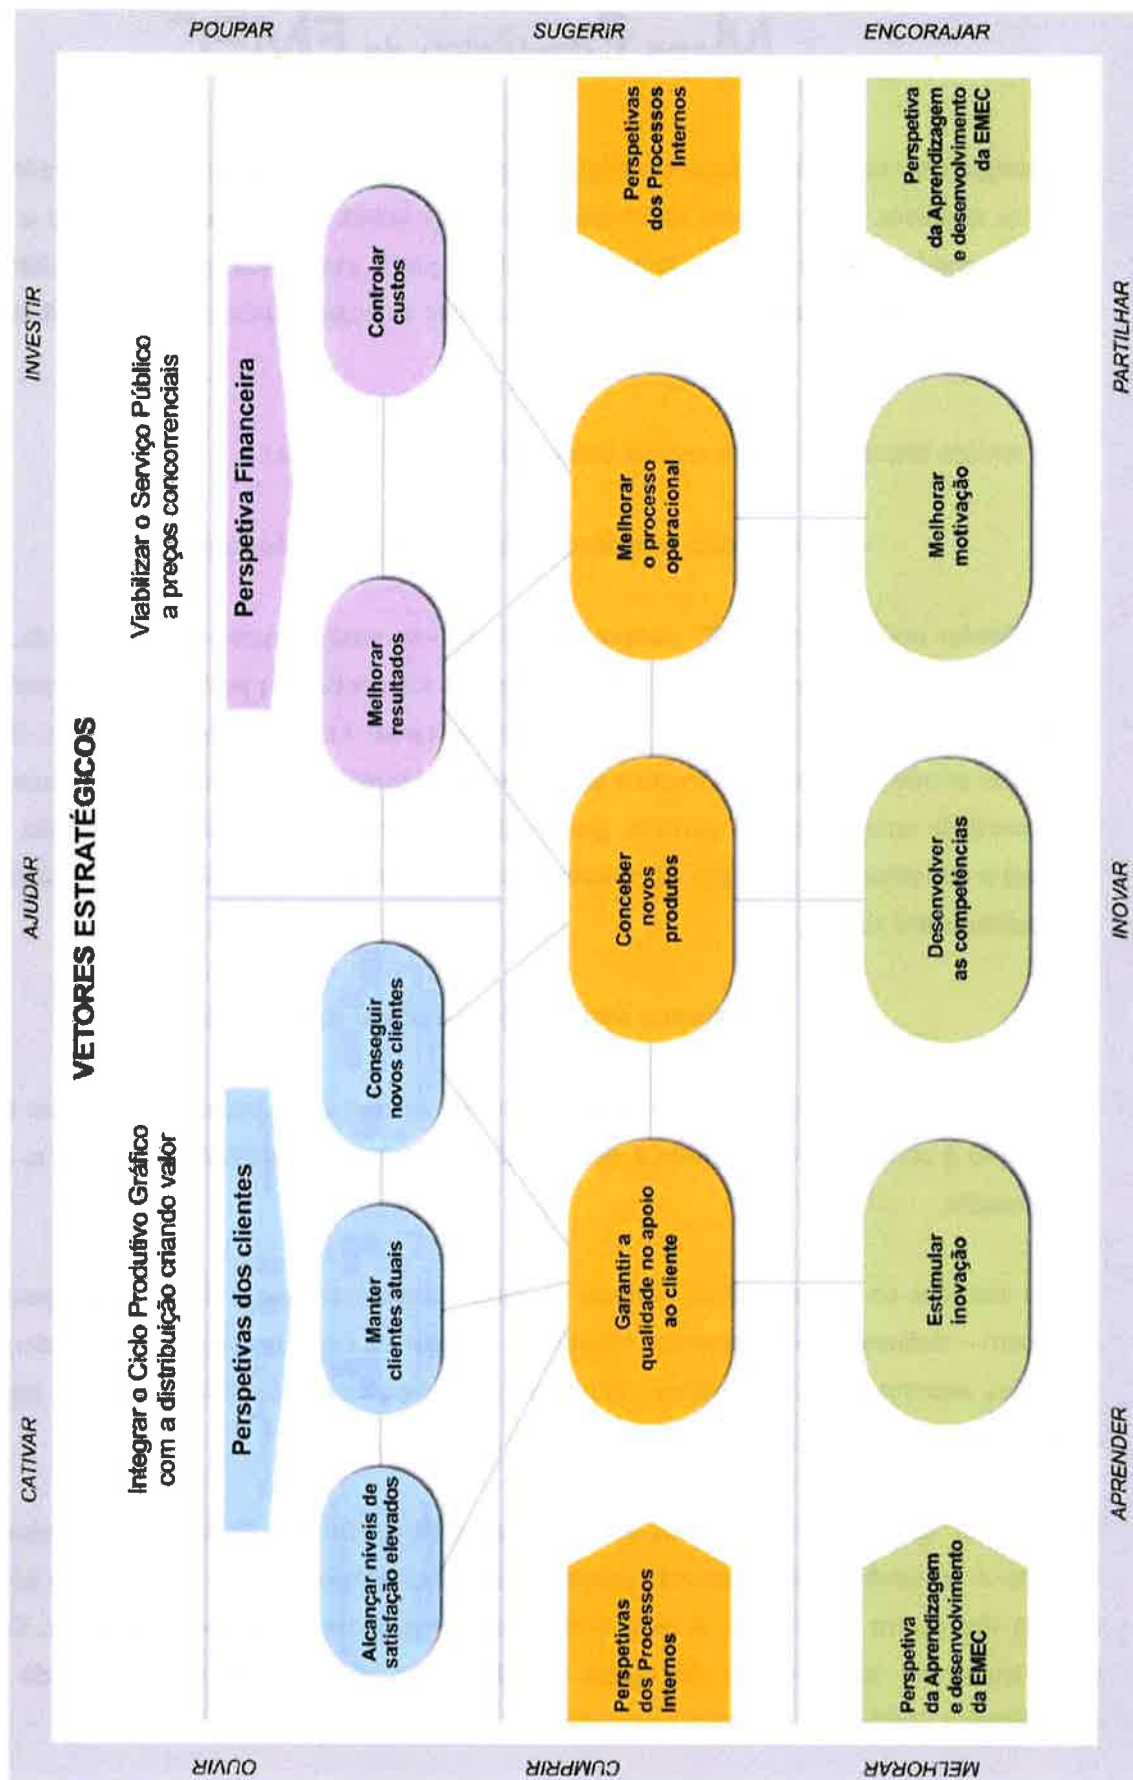 CATIVAR
AJUDAR
INVESTIR
OUVIR
CUMPRIR
MELHORAR
VETORES ESTRATÉGICOS
Integrar o Ciclo Produtivo Gráfico
com a distribuição criando valor
Viabilizar o Serviço Público
a preços concorrenciais
Perspetivas dos clientes
Perspetiva Financeira
Alcançar níveis de
satisfação elevados
Manter
clientes atuais
Conseguir
novos clientes
Melhorar
resultados
Controlar
custos
Perspetivas
dos Processos
Internos
Garantir a
qualidade no apoio
ao cliente
Conceber
novos
produtos
Melhorar
o processo
operacional
Perspetivas
dos Processos
Internos
Perspetiva
da Aprendizagem
e desenvolvimento
da EMEC
Estimular
inovação
Desenvolver
as competências
Melhorar
motivação
Perspetiva
da Aprendizagem
e desenvolvimento
da EMEC
POUPAR
SUGERIR
ENCORAJAR
APRENDER
INOVAR
PARTILHAR